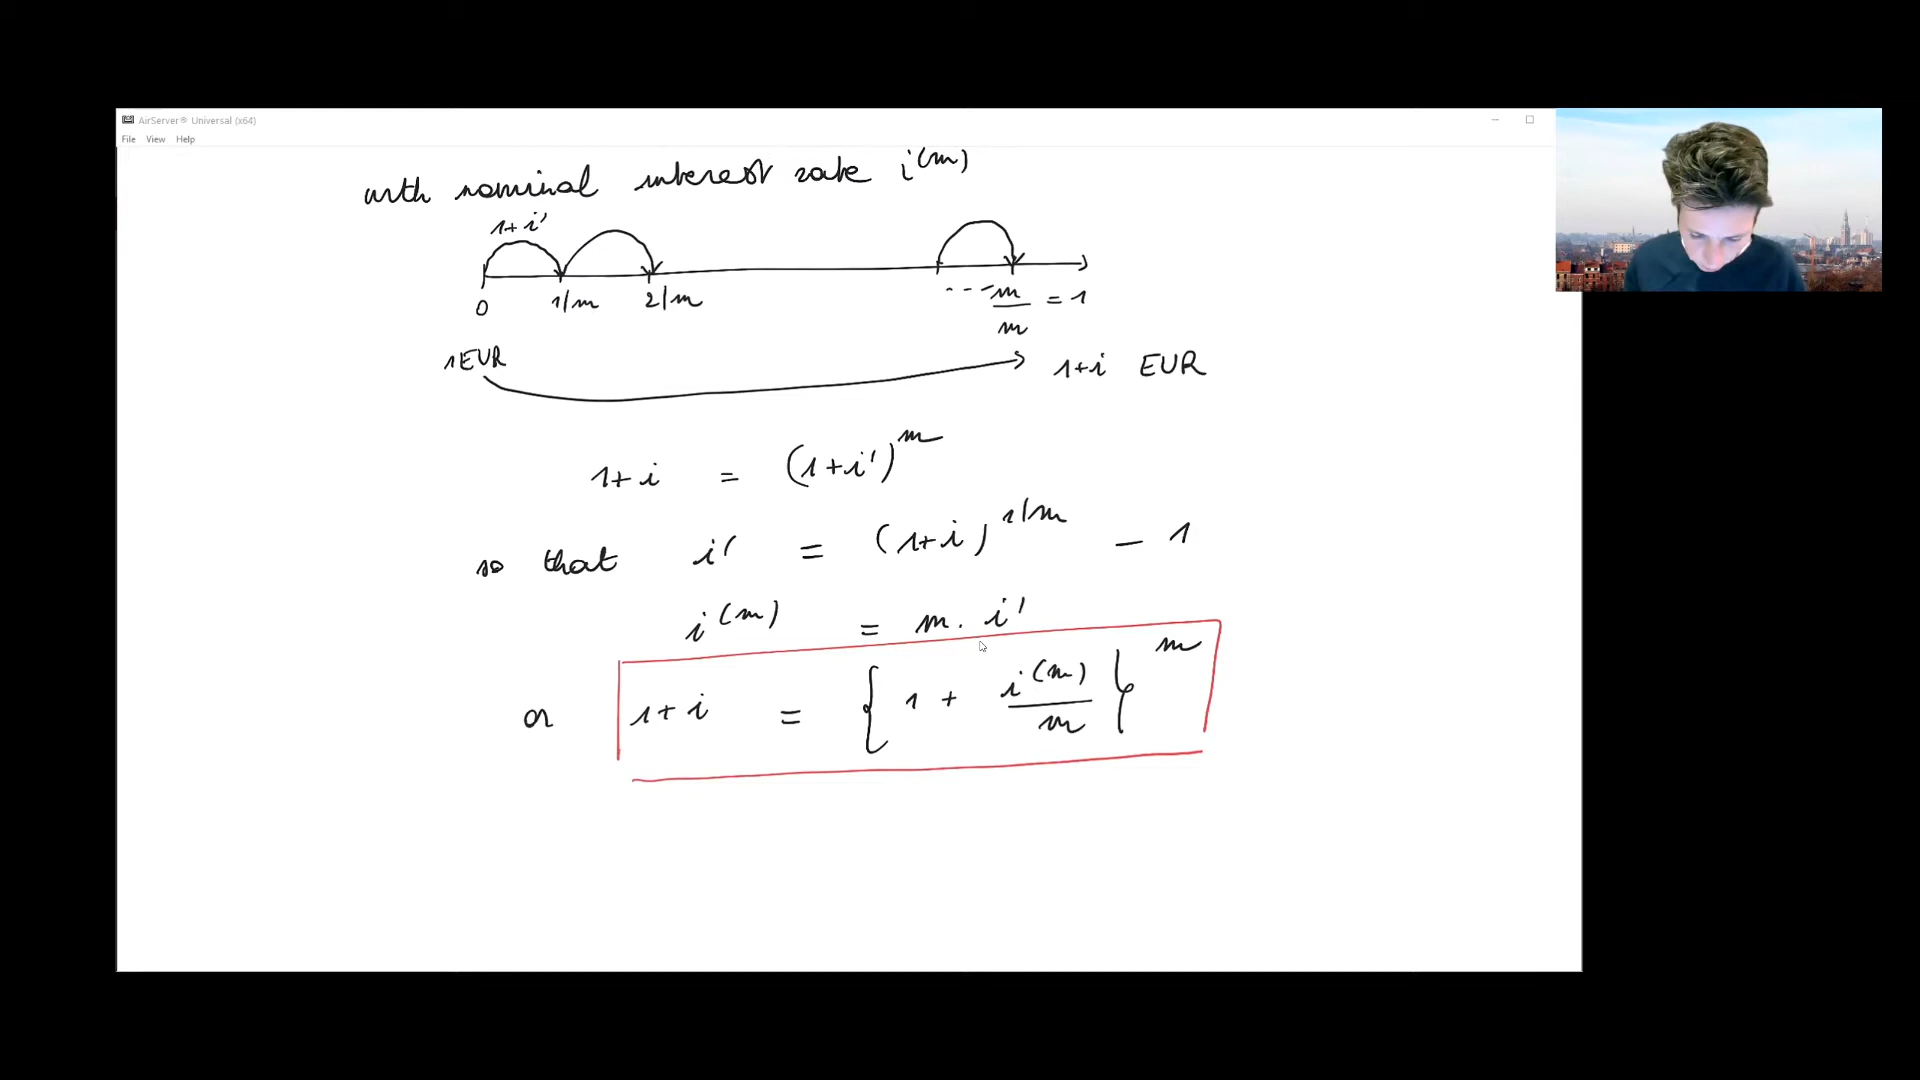 AirServer® Universal (x64)
File View Help
with nominal interest rate i^(m)
1+i'
0 1/m 2/m ---m/m = 1
1EUR 1+i EUR
1+i = (1+i')^m
so that i' = (1+i)^1/m - 1
i^(m) = m. i'
or 1+i = { 1 + i^(m)/m }^m